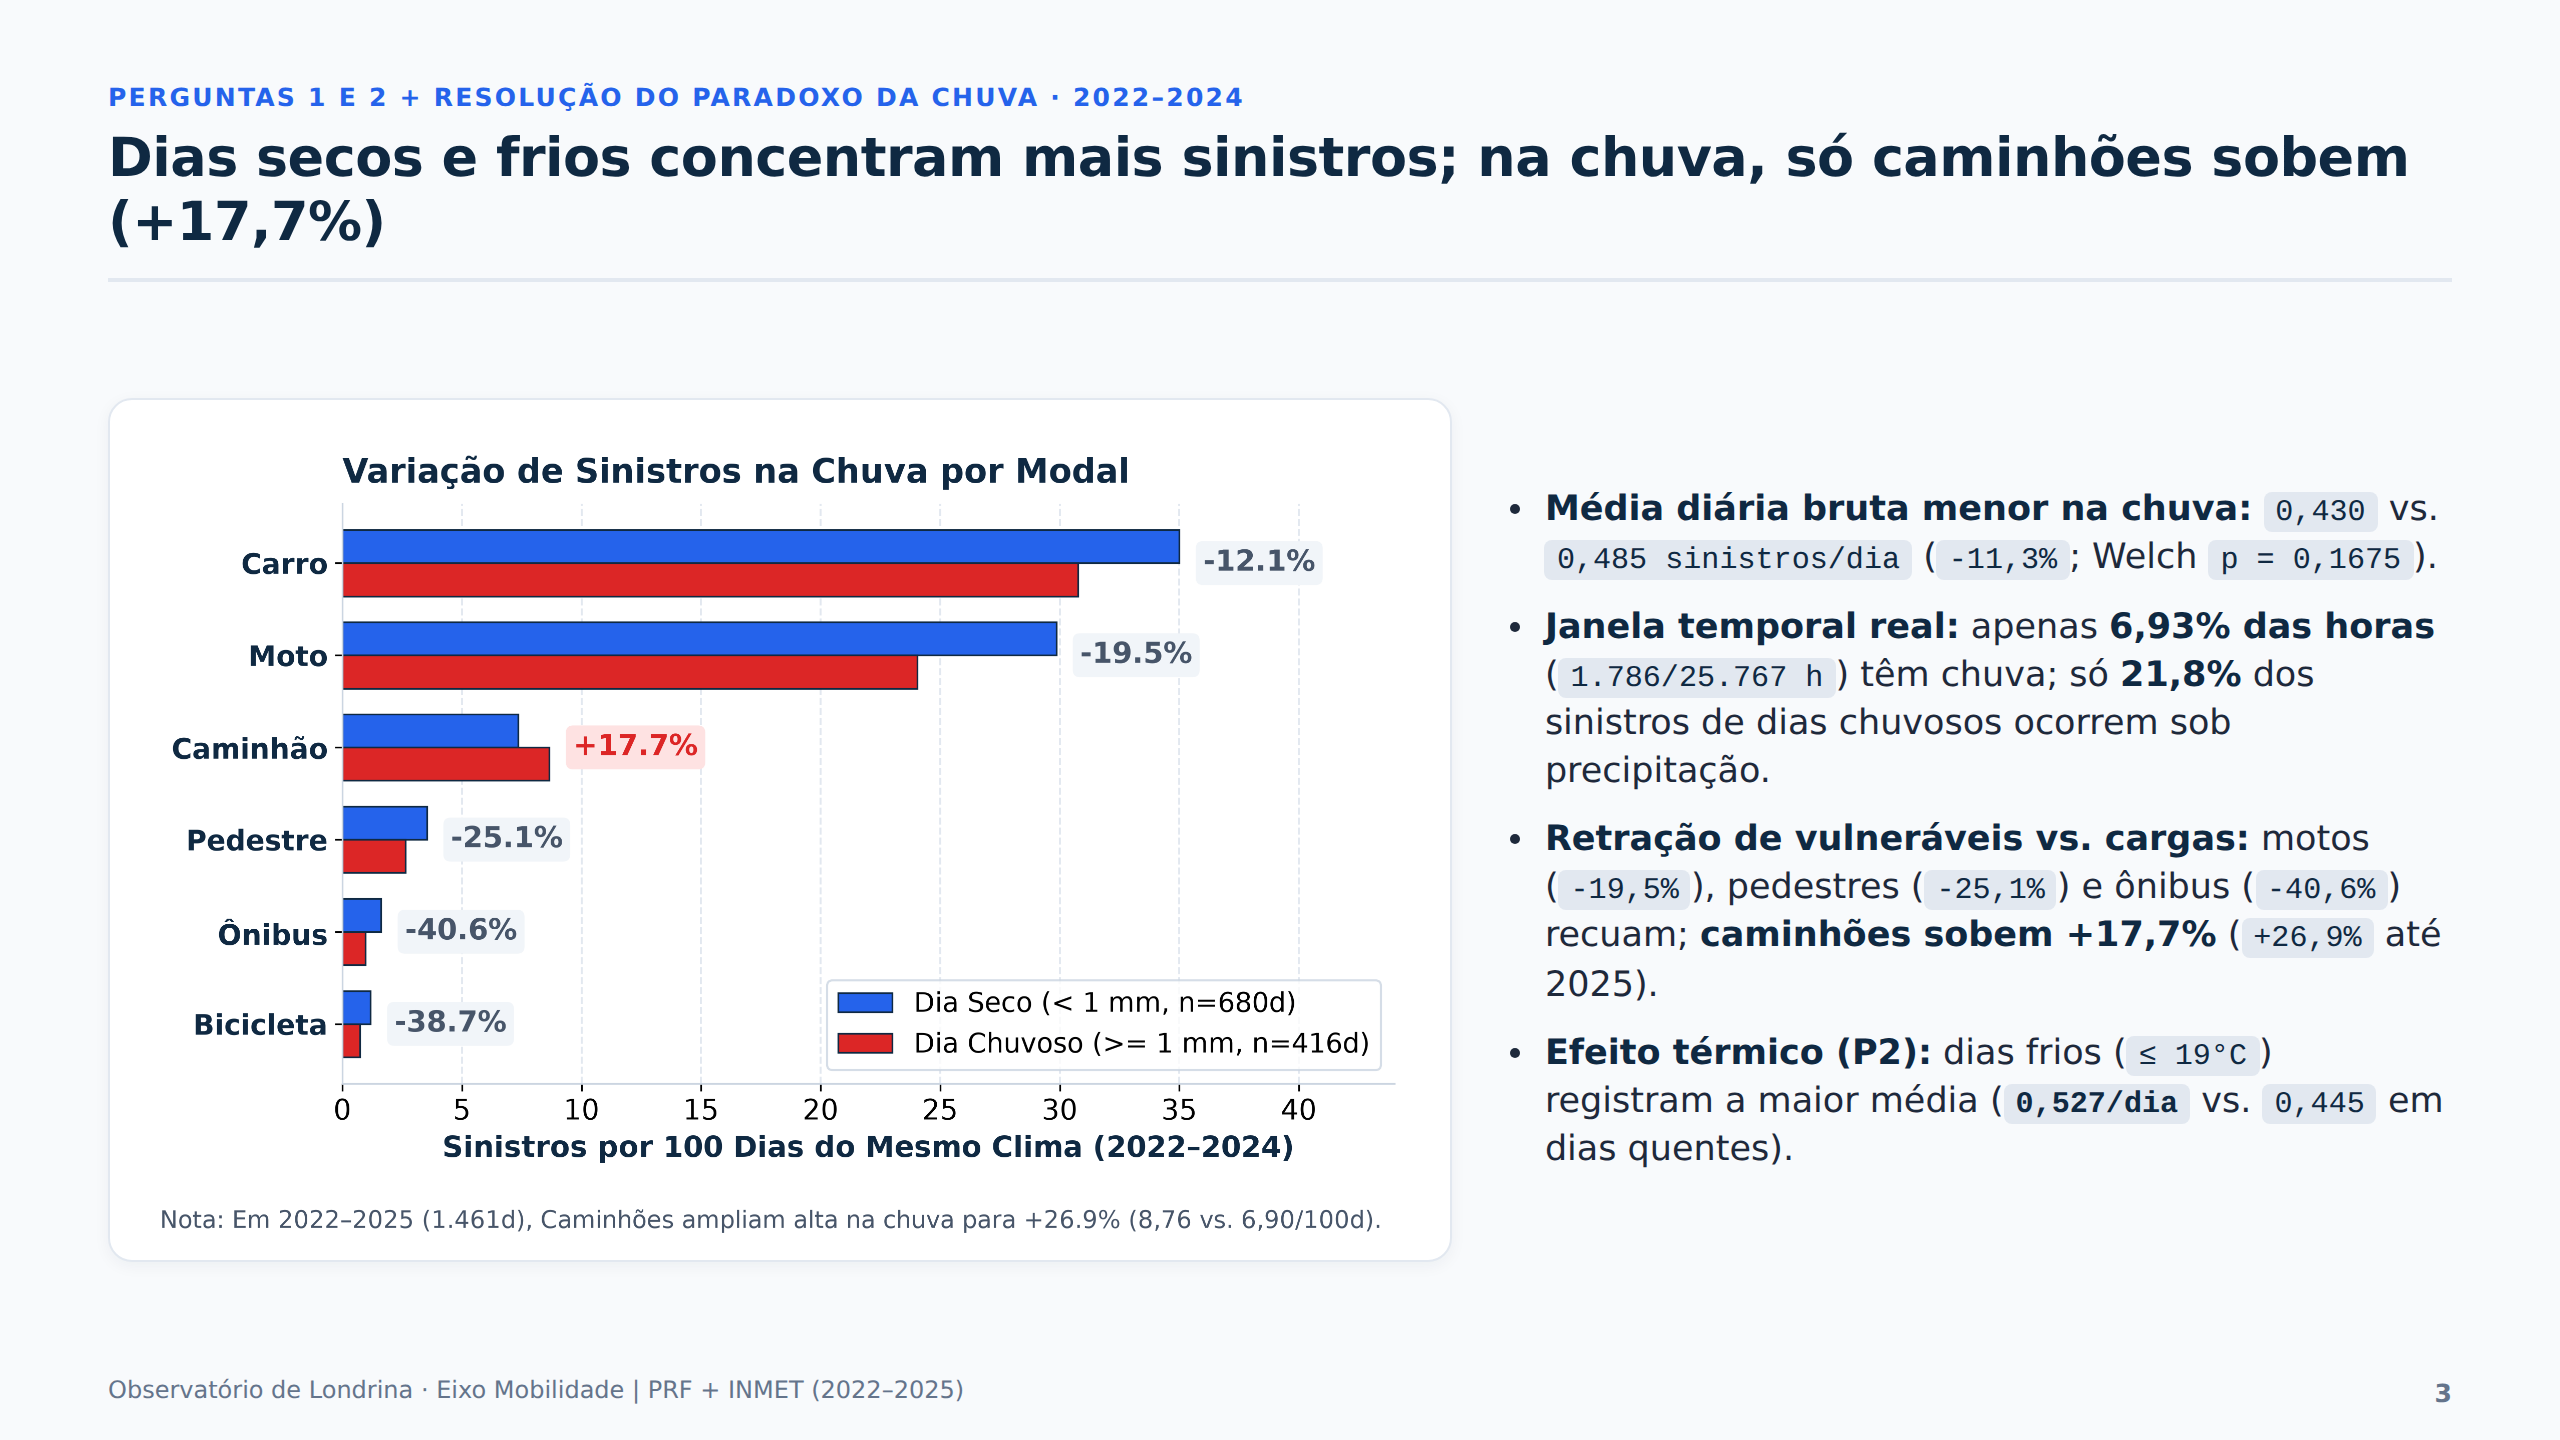 PERGUNTAS 1 E 2 + RESOLUÇÃO DO PARADOXO DA CHUVA · 2022–2024
Dias secos e frios concentram mais sinistros; na chuva, só caminhões sobem
(+17,7%)
Variação de Sinistros na Chuva por Modal
Carro
-12.1%
Moto
-19.5%
Caminhão
+17.7%
Pedestre
-25.1%
Ônibus
-40.6%
Bicicleta
-38.7%
Dia Seco (< 1 mm, n=680d)
Dia Chuvoso (>= 1 mm, n=416d)
0 5 10 15 20 25 30 35 40
Sinistros por 100 Dias do Mesmo Clima (2022–2024)
Nota: Em 2022–2025 (1.461d), Caminhões ampliam alta na chuva para +26.9% (8,76 vs. 6,90/100d).
• Média diária bruta menor na chuva: 0,430 vs.
0,485 sinistros/dia (-11,3%; Welch p = 0,1675).
• Janela temporal real: apenas 6,93% das horas
(1.786/25.767 h) têm chuva; só 21,8% dos
sinistros de dias chuvosos ocorrem sob
precipitação.
• Retração de vulneráveis vs. cargas: motos
(-19,5%), pedestres (-25,1%) e ônibus (-40,6%)
recuam; caminhões sobem +17,7% (+26,9% até
2025).
• Efeito térmico (P2): dias frios (≤ 19°C)
registram a maior média (0,527/dia vs. 0,445 em
dias quentes).
Observatório de Londrina · Eixo Mobilidade | PRF + INMET (2022–2025)
3